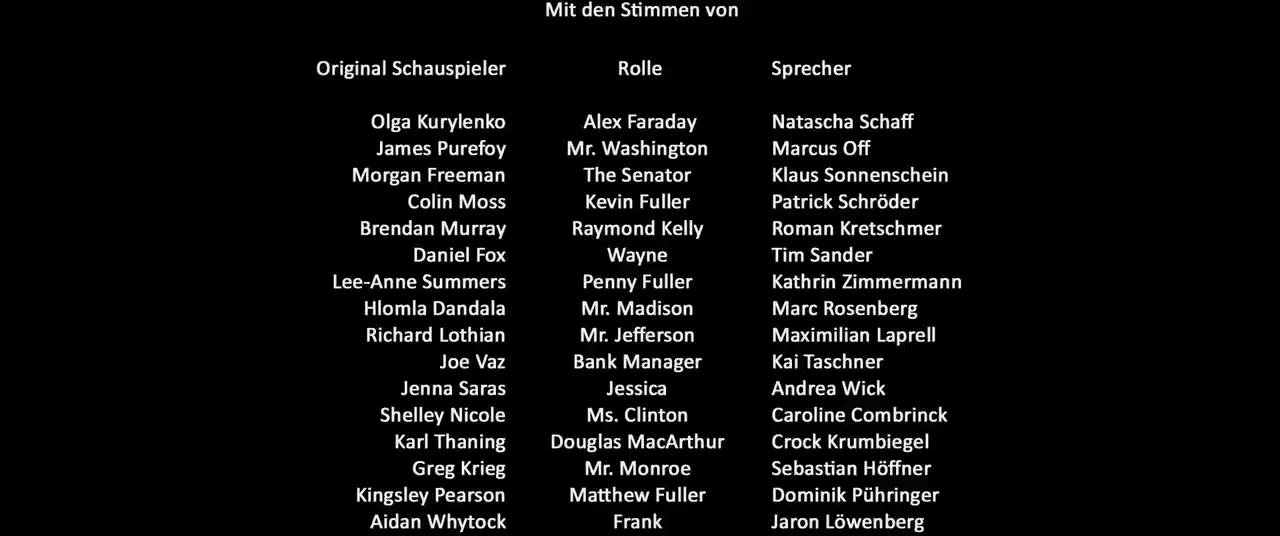 Mit den Stimmen von
Original Schauspieler Rolle Sprecher
Olga Kurylenko Alex Faraday Natascha Schaff
James Purefoy Mr. Washington Marcus Off
Morgan Freeman The Senator Klaus Sonnenschein
Colin Moss Kevin Fuller Patrick Schröder
Brendan Murray Raymond Kelly Roman Kretschmer
Daniel Fox Wayne Tim Sander
Lee-Anne Summers Penny Fuller Kathrin Zimmermann
Hlomla Dandala Mr. Madison Marc Rosenberg
Richard Lothian Mr. Jefferson Maximilian Laprell
Joe Vaz Bank Manager Kai Taschner
Jenna Saras Jessica Andrea Wick
Shelley Nicole Ms. Clinton Caroline Combrinck
Karl Thaning Douglas MacArthur Crock Krumbiegel
Greg Krieg Mr. Monroe Sebastian Höffner
Kingsley Pearson Matthew Fuller Dominik Pühringer
Aidan Whytock Frank Jaron Löwenberg